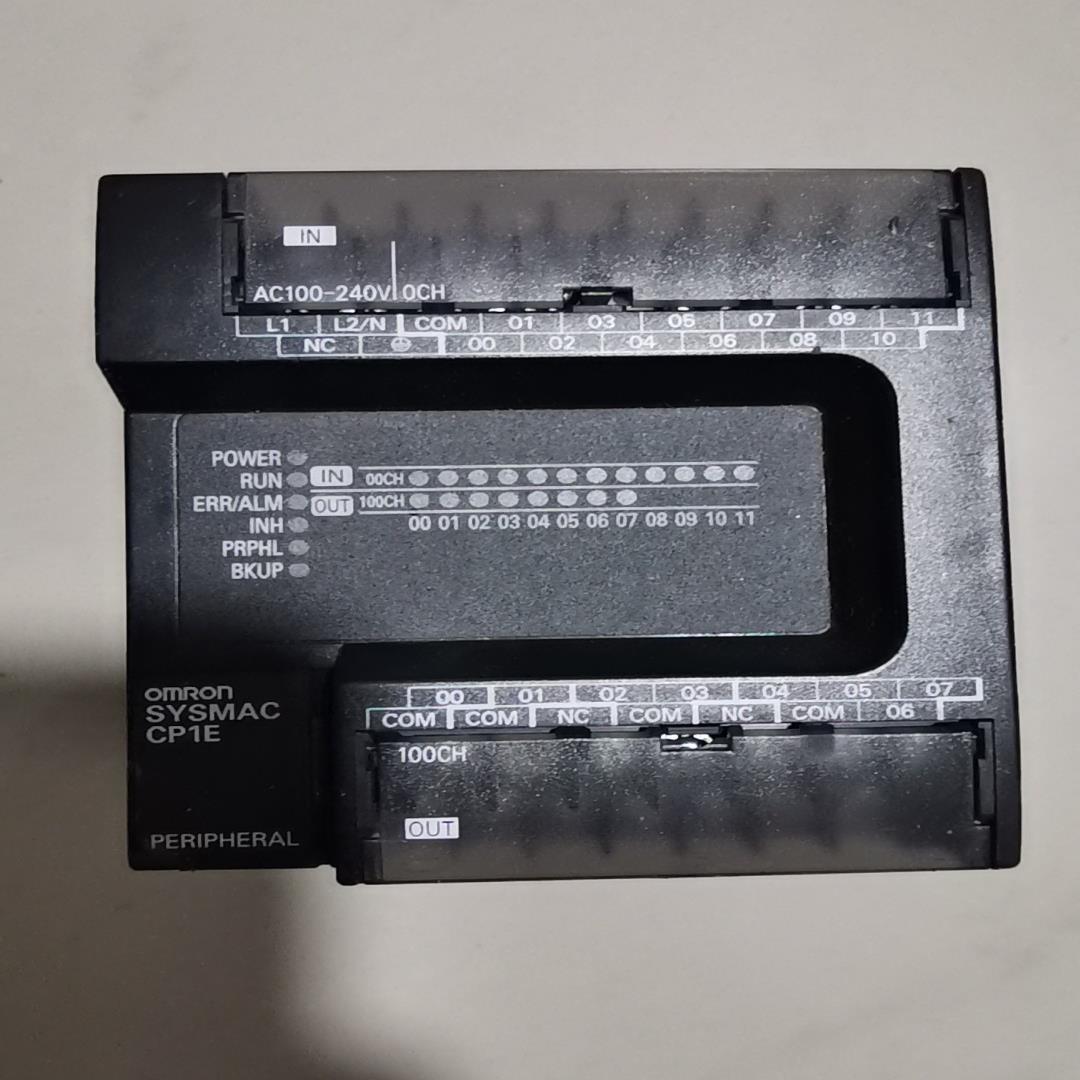 IN
AC100-240V 0CH
L1 L2/N COM 01 03 05 07 09 11
NC 00 02 04 06 08 10
POWER
RUN
ERR/ALM
INH
PRPHL
BKUP
IN 00CH
OUT 100CH
00 01 02 03 04 05 06 07 08 09 10 11
00 01 02 03 04 05 07
COM COM NC COM NC COM 06
omron
SYSMAC
CP1E
100CH
OUT
PERIPHERAL